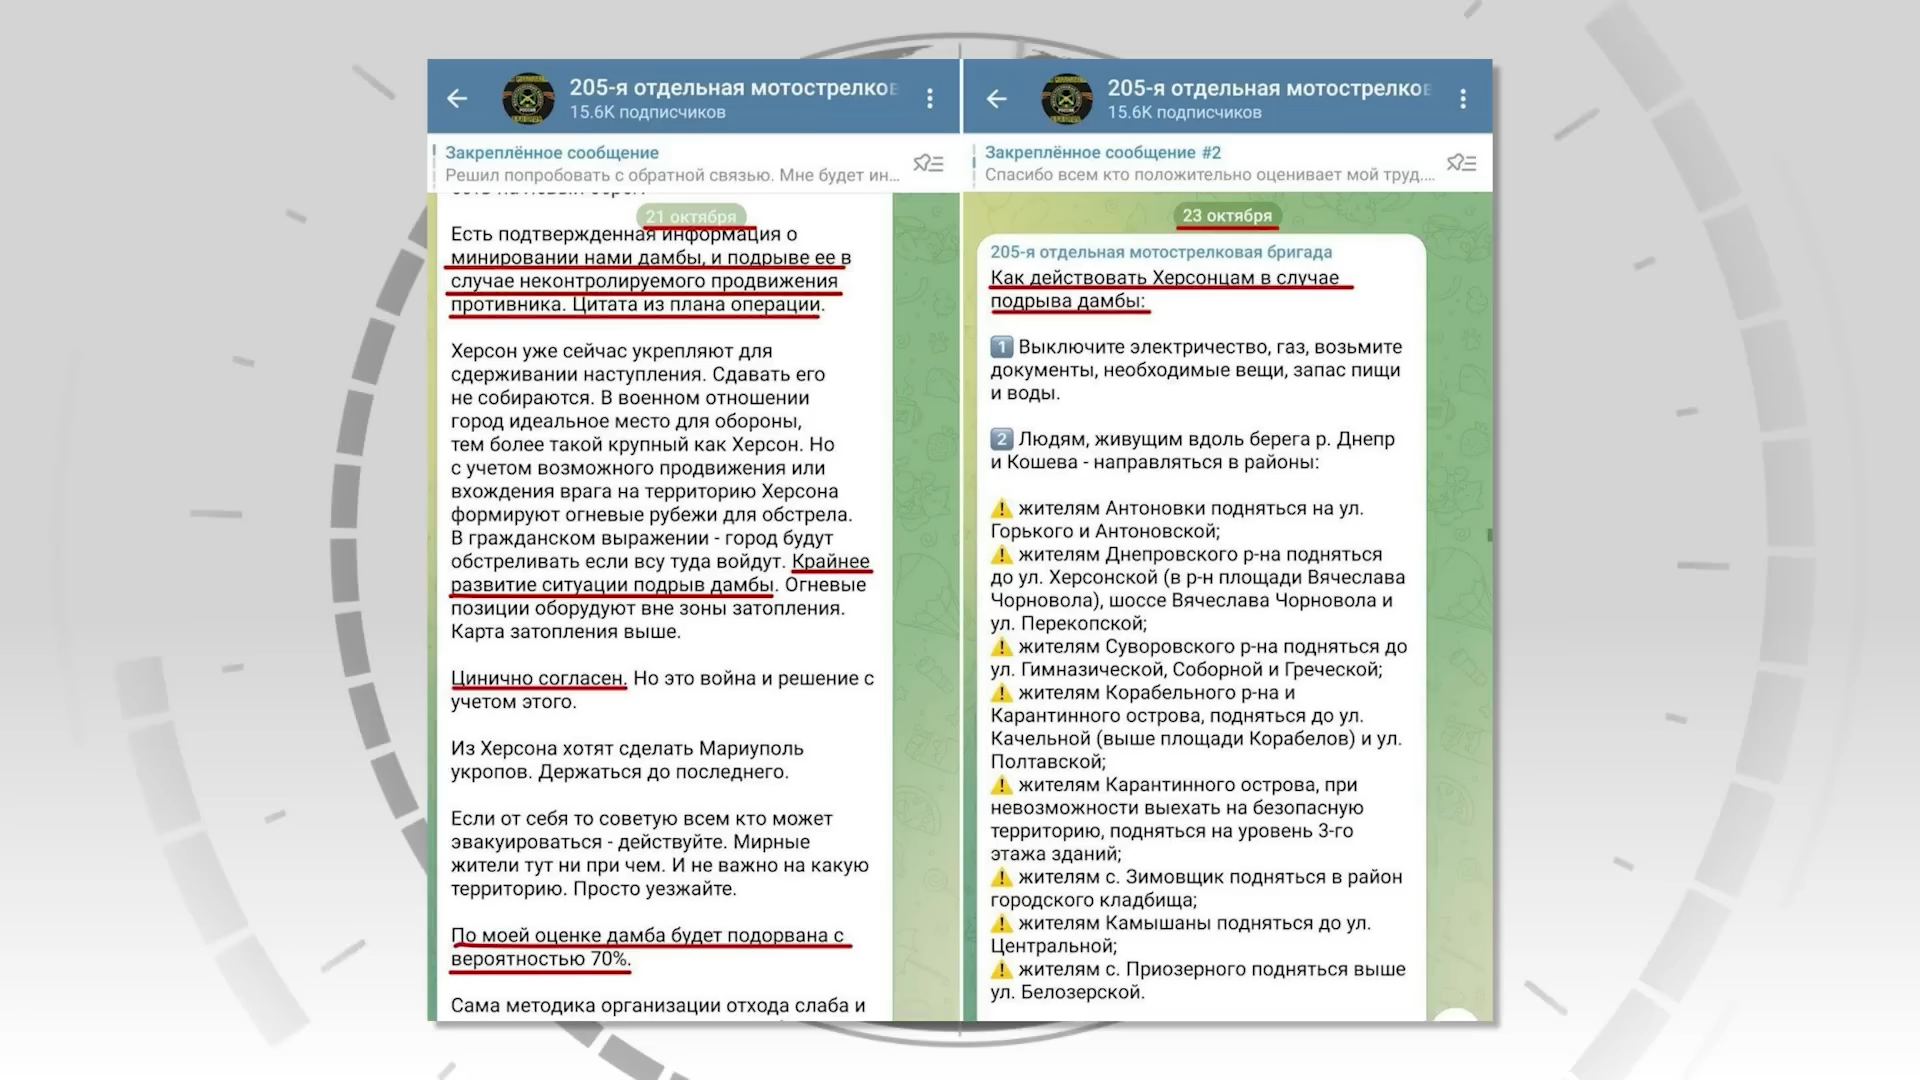 205-я отдельная мотострелков
15.6K подписчиков
Закреплённое сообщение
Решил попробовать с обратной связью. Мне будет ин...
21 октября
Есть подтвержденная информация о
минировании нами дамбы, и подрыве ее в
случае неконтролируемого продвижения
противника. Цитата из плана операции.
Херсон уже сейчас укрепляют для
сдерживании наступления. Сдавать его
не собираются. В военном отношении
город идеальное место для обороны,
тем более такой крупный как Херсон. Но
с учетом возможного продвижения или
вхождения врага на территорию Херсона
формируют огневые рубежи для обстрела.
В гражданском выражении - город будут
обстреливать если всу туда войдут. Крайнее
развитие ситуации подрыв дамбы. Огневые
позиции оборудуют вне зоны затопления.
Карта затопления выше.
Цинично согласен. Но это война и решение с
учетом этого.
Из Херсона хотят сделать Мариуполь
укропов. Держаться до последнего.
Если от себя то советую всем кто может
эвакуироваться - действуйте. Мирные
жители тут ни при чем. И не важно на какую
территорию. Просто уезжайте.
По моей оценке дамба будет подорвана с
вероятностью 70%.
Сама методика организации отхода слаба и
205-я отдельная мотострелков
15.6K подписчиков
Закреплённое сообщение #2
Спасибо всем кто положительно оценивает мой труд....
23 октября
205-я отдельная мотострелковая бригада
Как действовать Херсонцам в случае
подрыва дамбы:
1 Выключите электричество, газ, возьмите
документы, необходимые вещи, запас пищи
и воды.
2 Людям, живущим вдоль берега р. Днепр
и Кошева - направляться в районы:
⚠️ жителям Антоновки подняться на ул.
Горького и Антоновской;
⚠️ жителям Днепровского р-на подняться
до ул. Херсонской (в р-н площади Вячеслава
Чорновола), шоссе Вячеслава Чорновола и
ул. Перекопской;
⚠️ жителям Суворовского р-на подняться до
ул. Гимназической, Соборной и Греческой;
⚠️ жителям Корабельного р-на и
Карантинного острова, подняться до ул.
Качельной (выше площади Корабелов) и ул.
Полтавской;
⚠️ жителям Карантинного острова, при
невозможности выехать на безопасную
территорию, подняться на уровень 3-го
этажа зданий;
⚠️ жителям с. Зимовщик подняться в район
городского кладбища;
⚠️ жителям Камышаны подняться до ул.
Центральной;
⚠️ жителям с. Приозерного подняться выше
ул. Белозерской.